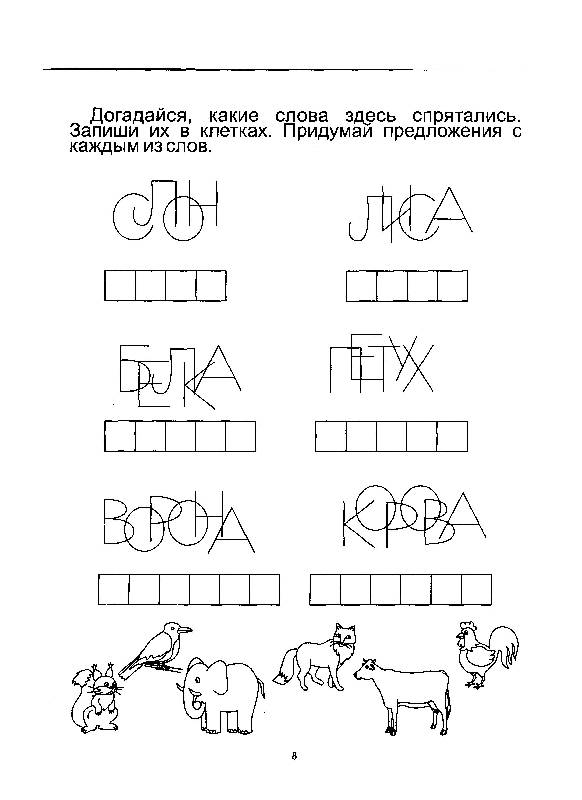 Догадайся, какие слова здесь спрятались.
Запиши их в клетках. Придумай предложения с
каждым из слов.
СЛОН ЛИСА
БЕЛКА ПЕТУХ
ВОРОНА КОРОВА
8